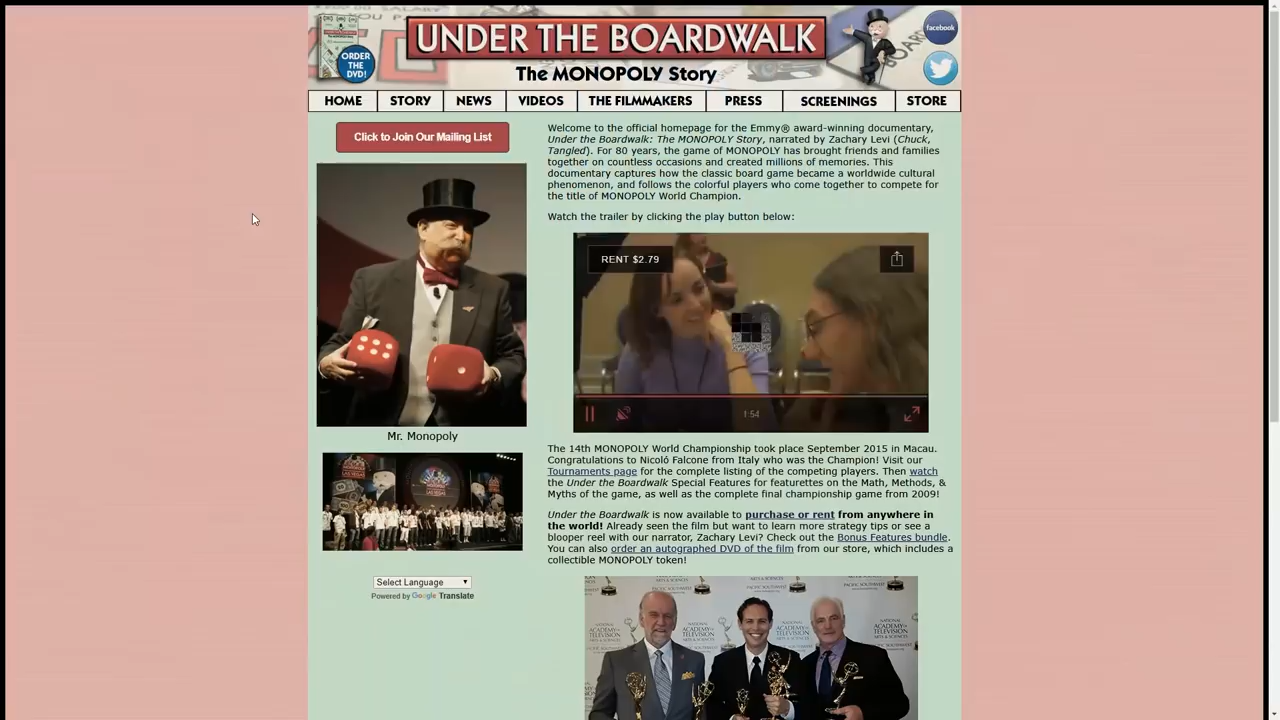 ORDER
THE
DVD!
UNDER THE BOARDWALK
The MONOPOLY Story
facebook
HOME
STORY
NEWS
VIDEOS
THE FILMMAKERS
PRESS
SCREENINGS
STORE
Click to Join Our Mailing List
Mr. Monopoly
Select Language
Powered by Google Translate
Welcome to the official homepage for the Emmy® award-winning documentary,
Under the Boardwalk: The MONOPOLY Story, narrated by Zachary Levi (Chuck,
Tangled). For 80 years, the game of MONOPOLY has brought friends and families
together on countless occasions and created millions of memories. This
documentary captures how the classic board game became a worldwide cultural
phenomenon, and follows the colorful players who come together to compete for
the title of MONOPOLY World Champion.
Watch the trailer by clicking the play button below:
RENT $2.79
1:54
The 14th MONOPOLY World Championship took place September 2015 in Macau.
Congratulations to Nicoló Falcone from Italy who was the Champion! Visit our
Tournaments page for the complete listing of the competing players. Then watch
the Under the Boardwalk Special Features for featurettes on the Math, Methods, &
Myths of the game, as well as the complete final championship game from 2009!
Under the Boardwalk is now available to purchase or rent from anywhere in
the world! Already seen the film but want to learn more strategy tips or see a
blooper reel with our narrator, Zachary Levi? Check out the Bonus Features bundle.
You can also order an autographed DVD of the film from our store, which includes a
collectible MONOPOLY token!